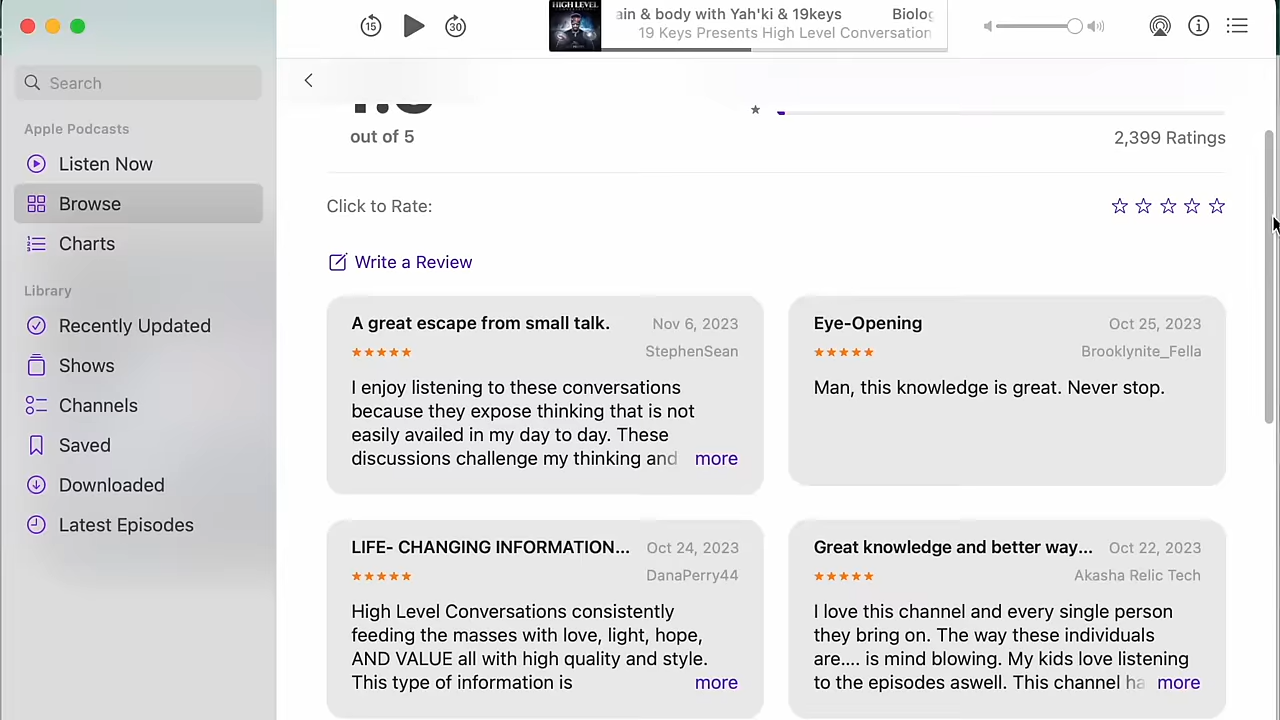 15
30
HIGH LEVEL
ain & body with Yah'ki & 19keys Biolog
19 Keys Presents High Level Conversation
Search
Apple Podcasts
Listen Now
Browse
Charts
Library
Recently Updated
Shows
Channels
Saved
Downloaded
Latest Episodes
out of 5
2,399 Ratings
Click to Rate:
Write a Review
A great escape from small talk. Nov 6, 2023
StephenSean
I enjoy listening to these conversations
because they expose thinking that is not
easily availed in my day to day. These
discussions challenge my thinking and more
Eye-Opening Oct 25, 2023
Brooklynite_Fella
Man, this knowledge is great. Never stop.
LIFE- CHANGING INFORMATION... Oct 24, 2023
DanaPerry44
High Level Conversations consistently
feeding the masses with love, light, hope,
AND VALUE all with high quality and style.
This type of information is more
Great knowledge and better way... Oct 22, 2023
Akasha Relic Tech
I love this channel and every single person
they bring on. The way these individuals
are.... is mind blowing. My kids love listening
to the episodes aswell. This channel ha more